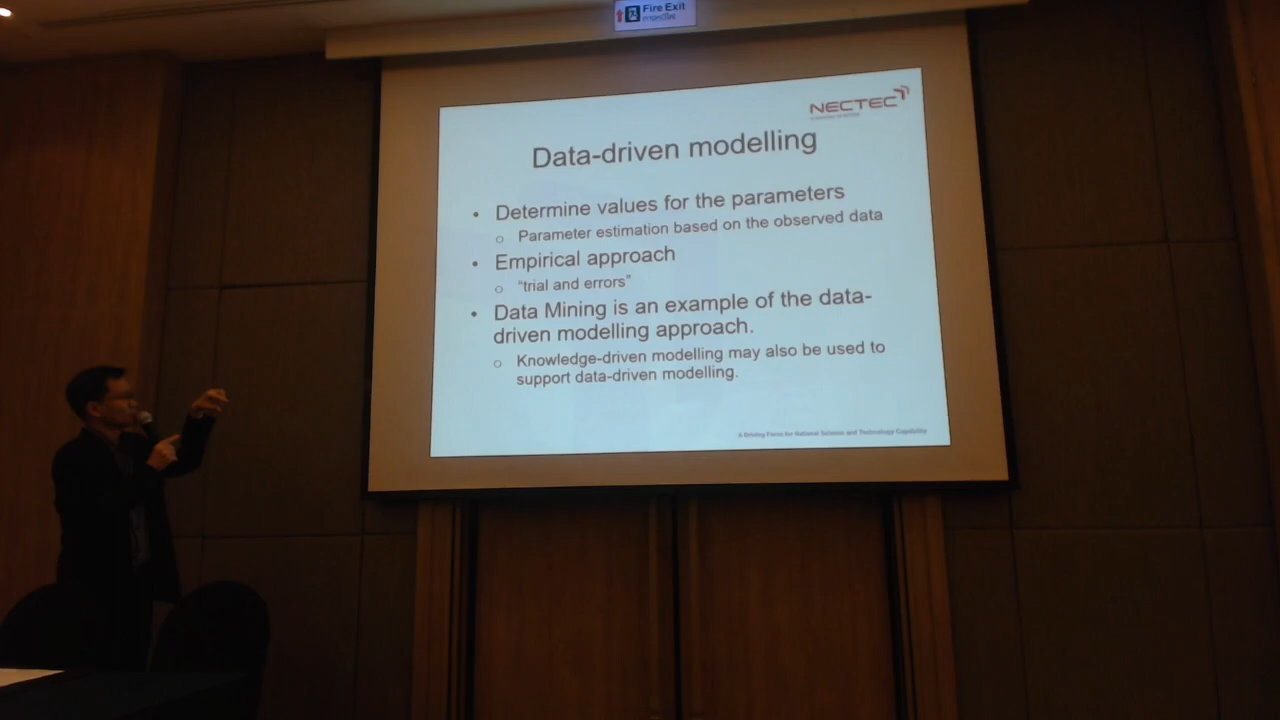 Fire Exit
NECTEC
Data-driven modelling
• Determine values for the parameters
o Parameter estimation based on the observed data
• Empirical approach
o "trial and errors"
• Data Mining is an example of the data-
driven modelling approach.
o Knowledge-driven modelling may also be used to
support data-driven modelling.
A Driving Force for National Science and Technology Capability